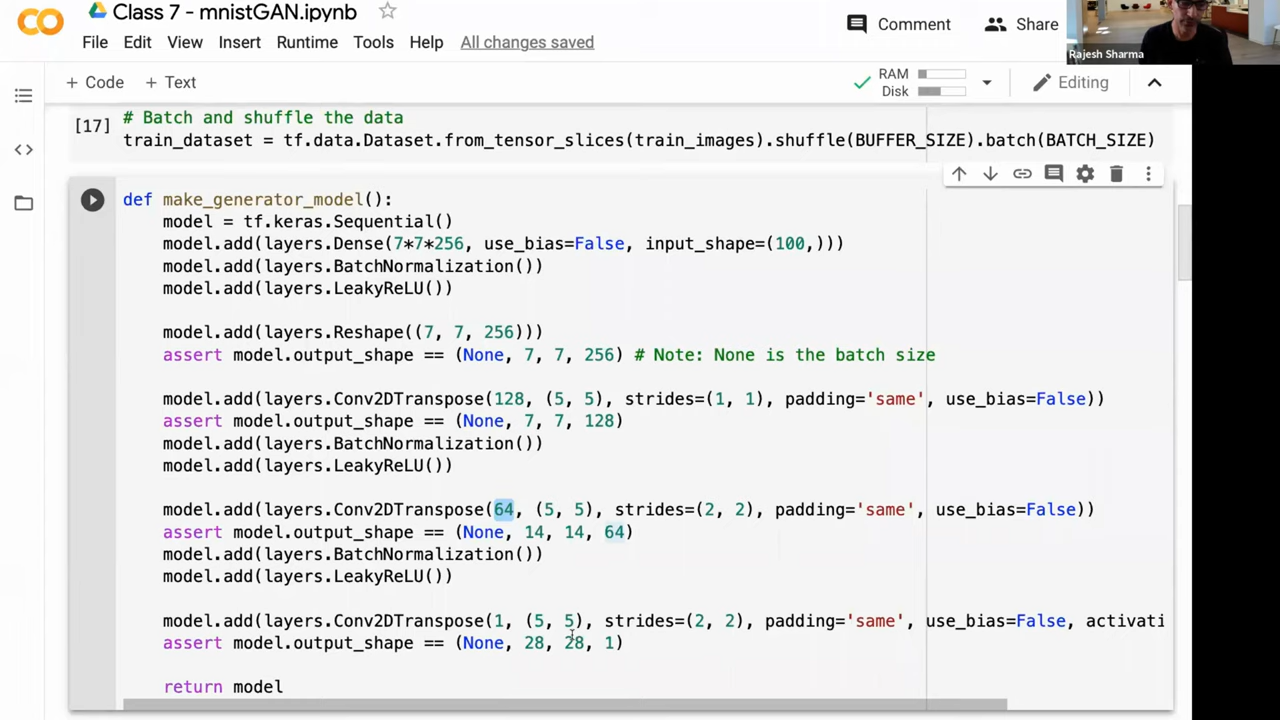 Class 7 - mnistGAN.ipynb
Comment
Share
Rajesh Sharma
File Edit View Insert Runtime Tools Help All changes saved
+ Code + Text
RAM
Disk
Editing
[17]
# Batch and shuffle the data
train_dataset = tf.data.Dataset.from_tensor_slices(train_images).shuffle(BUFFER_SIZE).batch(BATCH_SIZE)
def make_generator_model():
model = tf.keras.Sequential()
model.add(layers.Dense(7*7*256, use_bias=False, input_shape=(100,)))
model.add(layers.BatchNormalization())
model.add(layers.LeakyReLU())
model.add(layers.Reshape((7, 7, 256)))
assert model.output_shape == (None, 7, 7, 256) # Note: None is the batch size
model.add(layers.Conv2DTranspose(128, (5, 5), strides=(1, 1), padding='same', use_bias=False))
assert model.output_shape == (None, 7, 7, 128)
model.add(layers.BatchNormalization())
model.add(layers.LeakyReLU())
model.add(layers.Conv2DTranspose(64, (5, 5), strides=(2, 2), padding='same', use_bias=False))
assert model.output_shape == (None, 14, 14, 64)
model.add(layers.BatchNormalization())
model.add(layers.LeakyReLU())
model.add(layers.Conv2DTranspose(1, (5, 5), strides=(2, 2), padding='same', use_bias=False, activati
assert model.output_shape == (None, 28, 28, 1)
return model